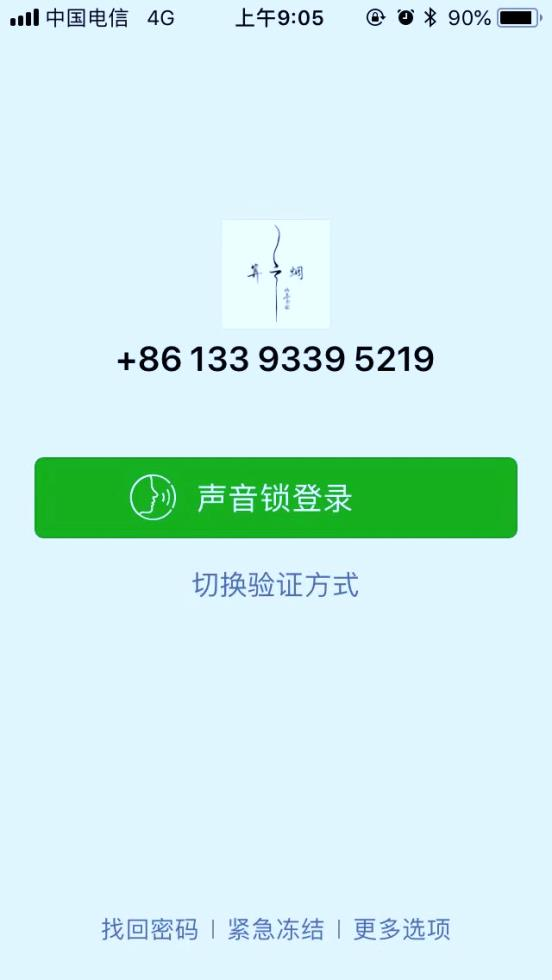 中国电信 4G 上午9:05 90%
+86 133 9339 5219
声音锁登录
切换验证方式
找回密码 | 紧急冻结 | 更多选项